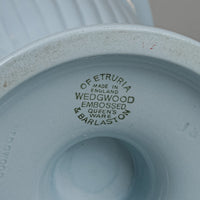 OF ETRURIA
MADE IN
ENGLAND
WEDGWOOD
EMBOSSED
QUEEN'S
WARE
& BARLASTON